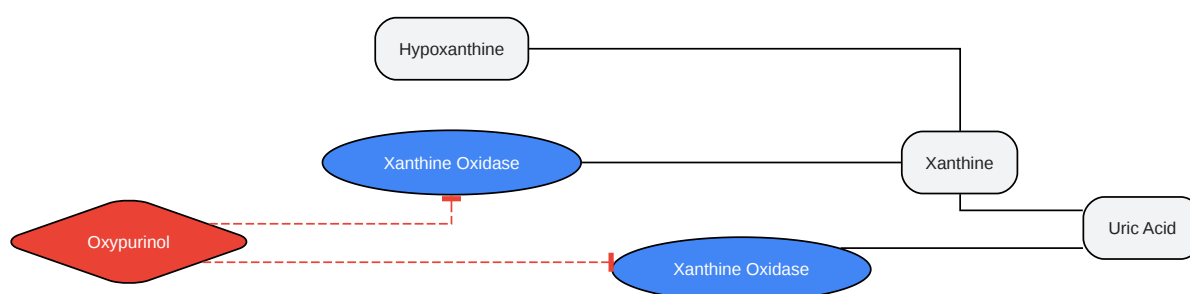 Hypoxanthine
Xanthine Oxidase
Xanthine
Uric Acid
Oxypurinol
Xanthine Oxidase